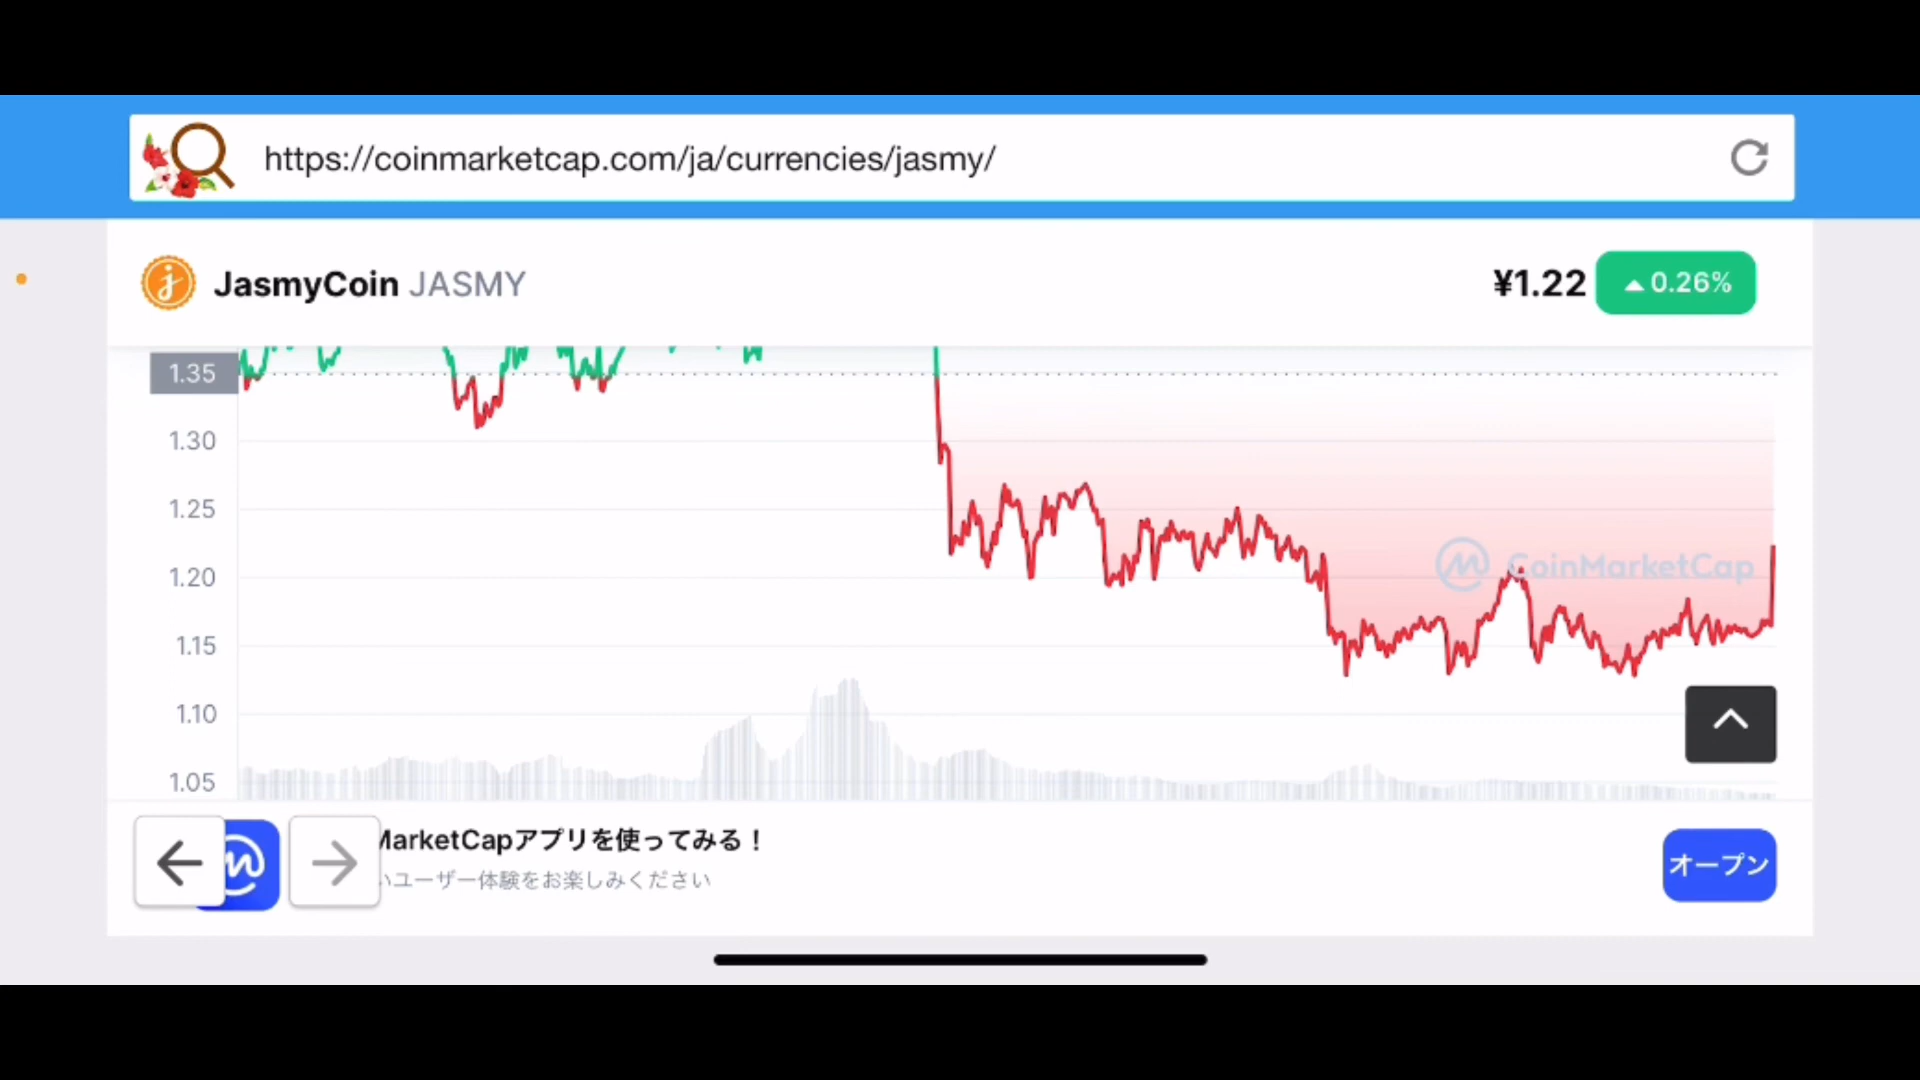 https://coinmarketcap.com/ja/currencies/jasmy/
JasmyCoin JASMY
¥1.22
0.26%
1.35
1.30
1.25
1.20
1.15
1.10
1.05
CoinMarketCap
MarketCapアプリを使ってみる！
いユーザー体験をお楽しみください
オープン